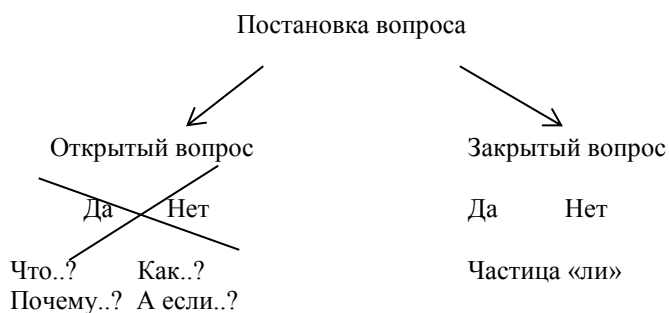 Постановка вопроса
Открытый вопрос Закрытый вопрос
Да Нет Да Нет
Что..? Как..? Частица «ли»
Почему..? А если..?